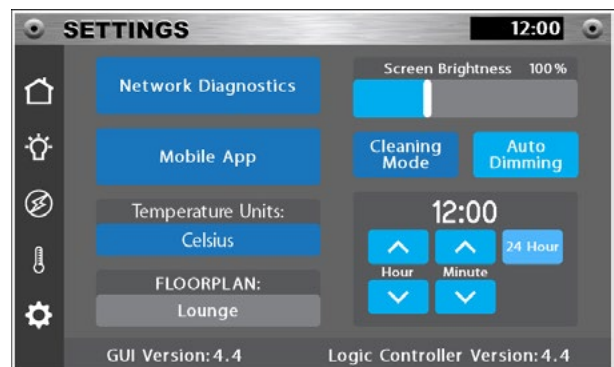 SETTINGS 12:00
Network Diagnostics
Screen Brightness 100%
Mobile App
Cleaning Mode
Auto Dimming
Temperature Units:
Celsius
12:00
24 Hour
Hour Minute
FLOORPLAN:
Lounge
GUI Version: 4.4 Logic Controller Version: 4.4